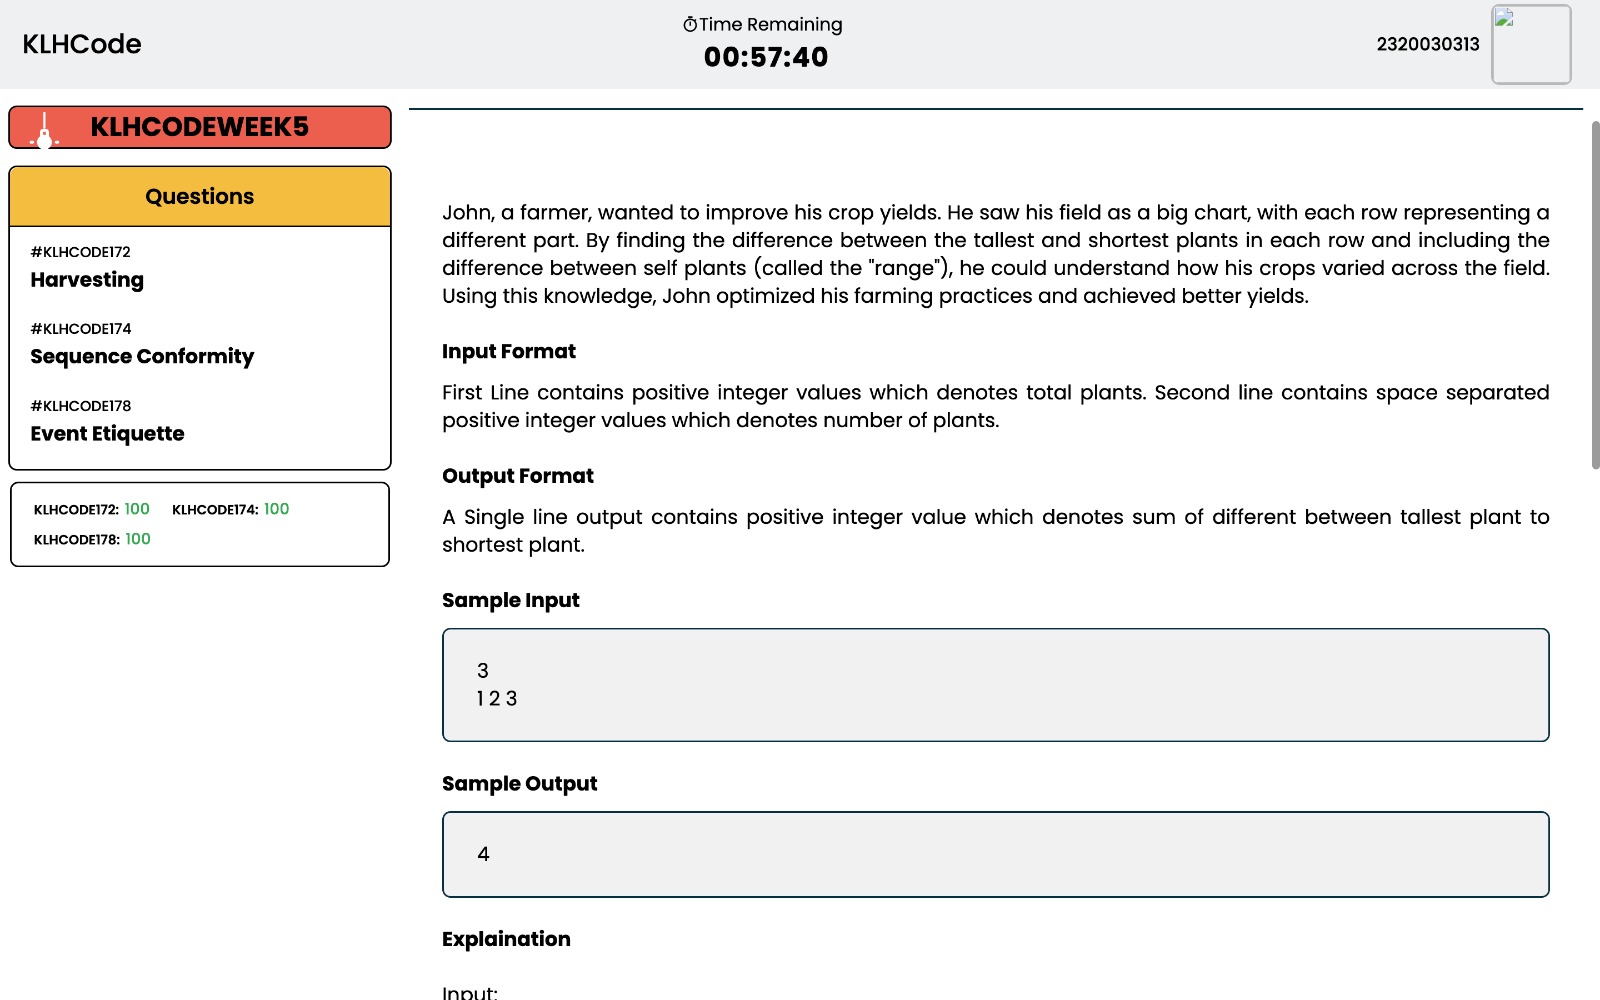 KLHCode
Time Remaining
00:57:40
2320030313
KLHCODEWEEK5
Questions
#KLHCODE172
Harvesting
#KLHCODE174
Sequence Conformity
#KLHCODE178
Event Etiquette
KLHCODE172: 100 KLHCODE174: 100
KLHCODE178: 100
John, a farmer, wanted to improve his crop yields. He saw his field as a big chart, with each row representing a
different part. By finding the difference between the tallest and shortest plants in each row and including the
difference between self plants (called the "range"), he could understand how his crops varied across the field.
Using this knowledge, John optimized his farming practices and achieved better yields.
Input Format
First Line contains positive integer values which denotes total plants. Second line contains space separated
positive integer values which denotes number of plants.
Output Format
A Single line output contains positive integer value which denotes sum of different between tallest plant to
shortest plant.
Sample Input
3
1 2 3
Sample Output
4
Explaination
Input: